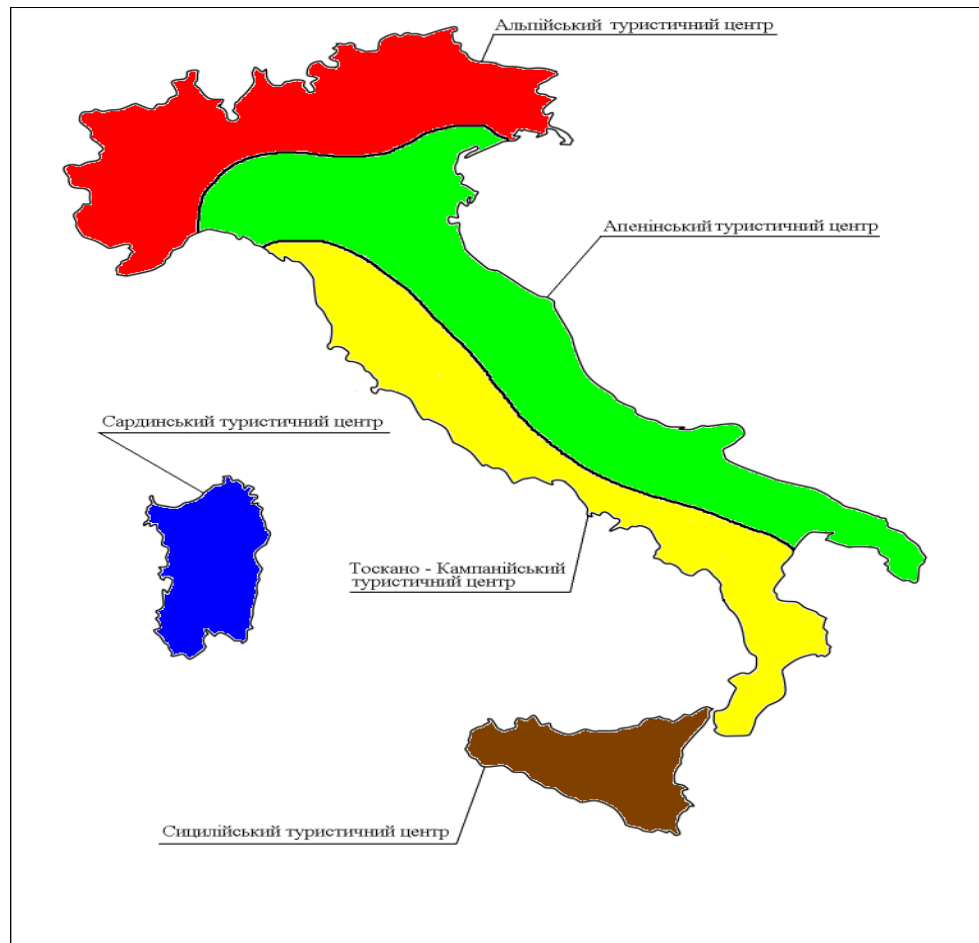 Альпійський туристичний центр
Апенінський туристичний центр
Сардинський туристичний центр
Тоскано - Кампанійський
туристичний центр
Сицилійський туристичний центр